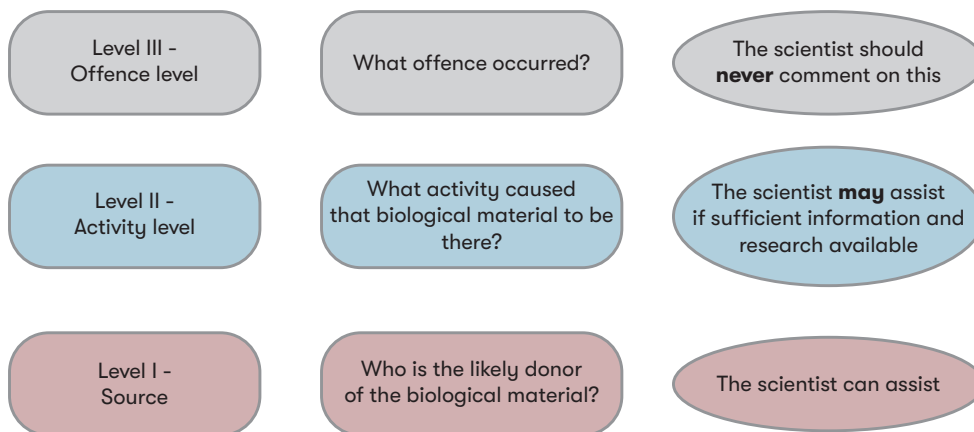 Level III -
Offence level
What offence occurred?
The scientist should
never comment on this
Level II -
Activity level
What activity caused
that biological material to be
there?
The scientist may assist
if sufficient information and
research available
Level I -
Source
Who is the likely donor
of the biological material?
The scientist can assist